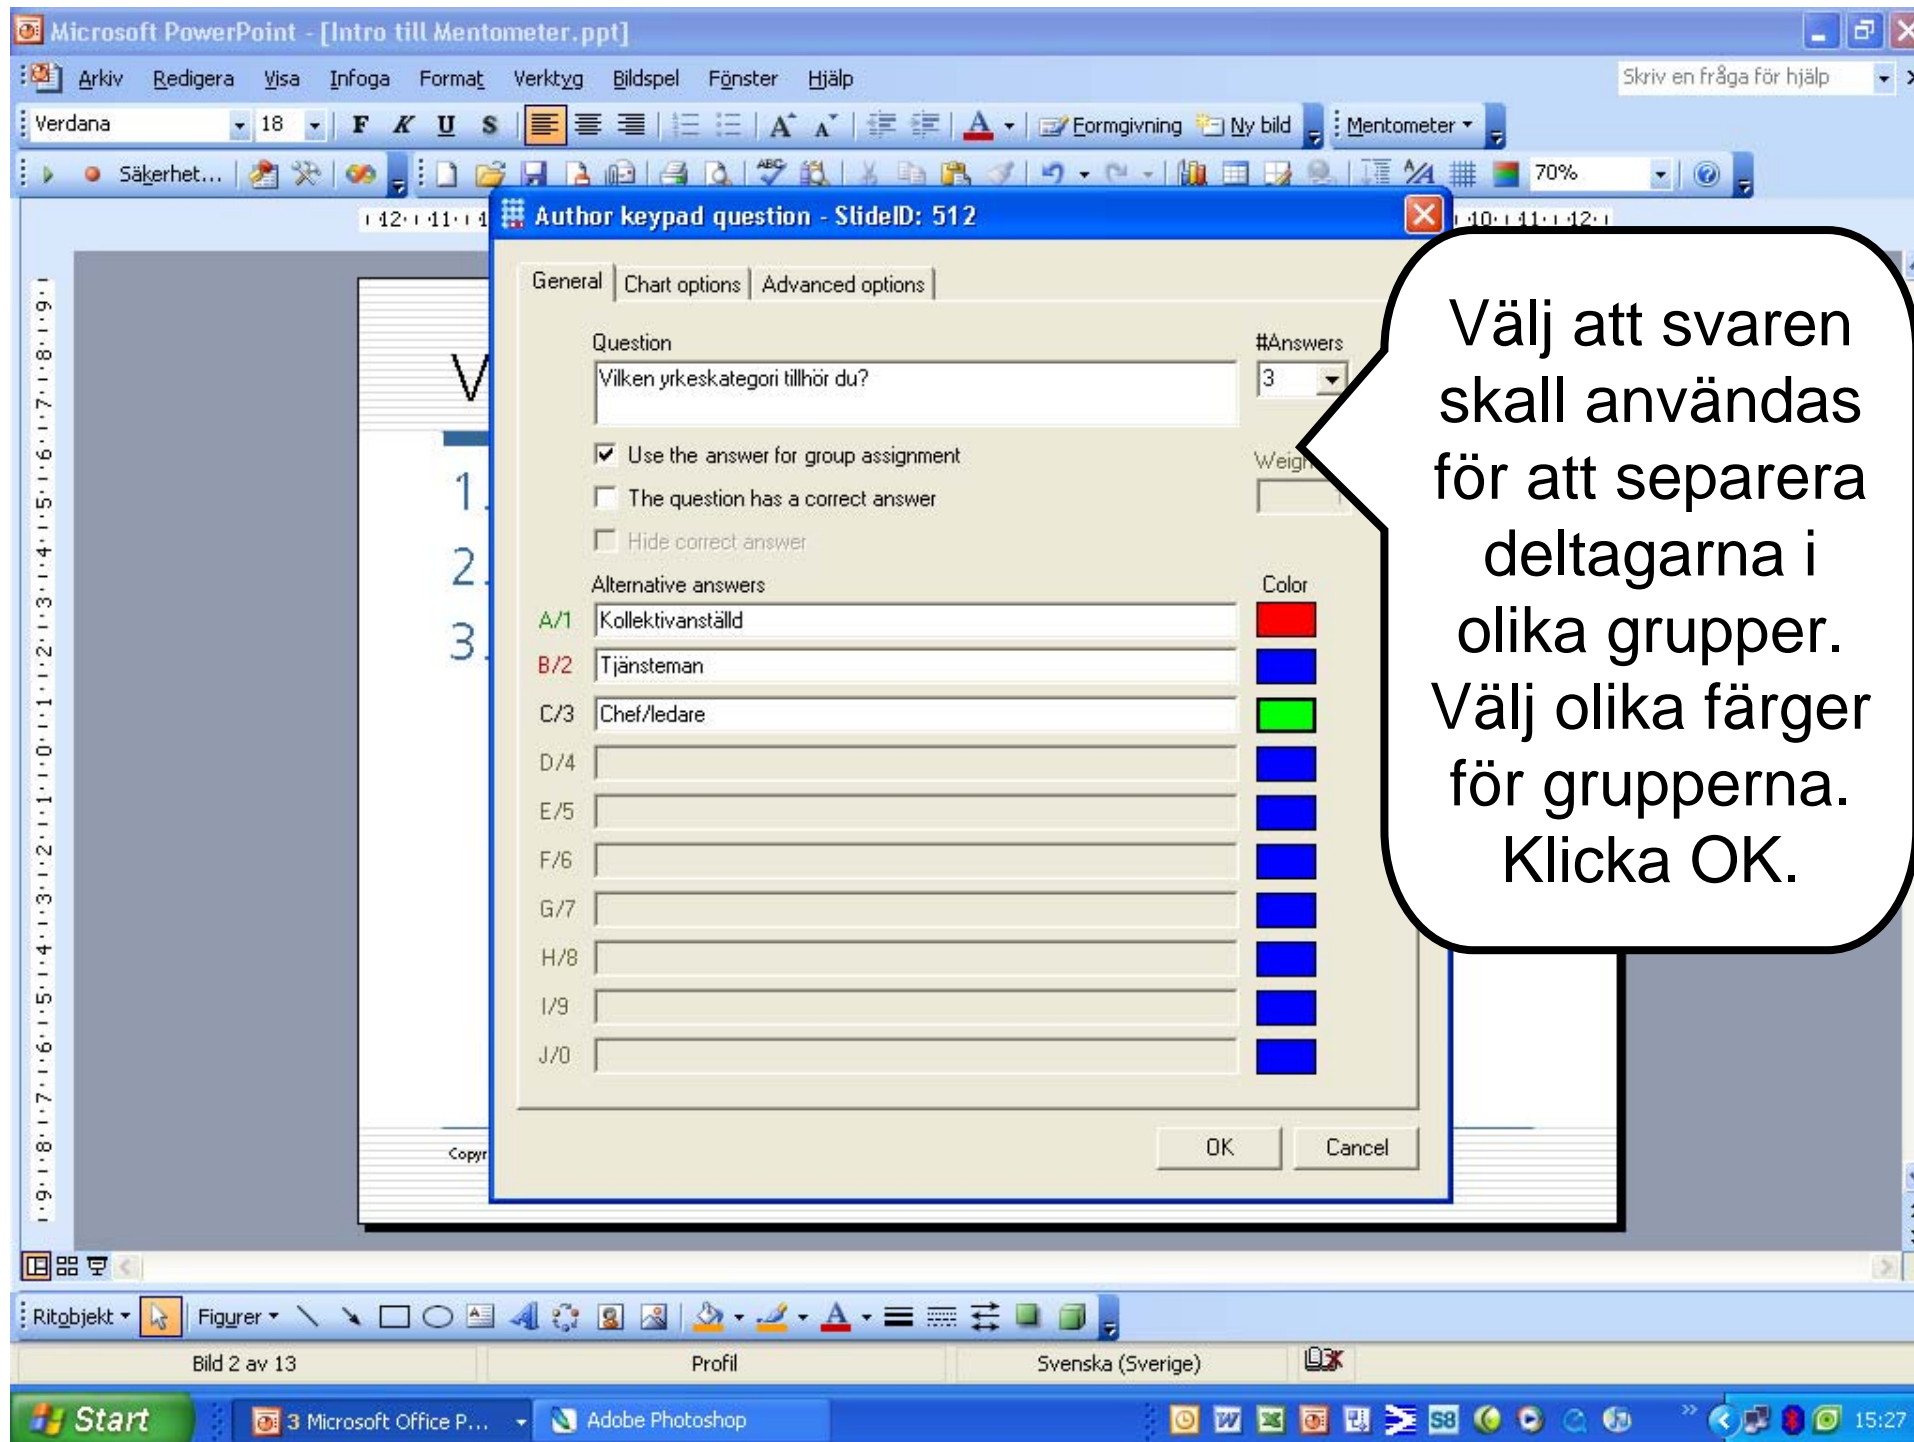 Microsoft PowerPoint - [Intro till Mentometer.ppt]
Arkiv Redigera Visa Infoga Format Verktyg Bildspel Fönster Hjälp Skriv en fråga för hjälp
Verdana 18 F K U S A A A Formgivning Ny bild Mentometer
Säkerhet... ABC 70%
Author keypad question - SlideID: 512
General Chart options Advanced options
Question #Answers
Vilken yrkeskategori tillhör du? 3
Use the answer for group assignment
The question has a correct answer
Hide correct answer
Alternative answers Color
A/1 Kollektivanställd
B/2 Tjänsteman
C/3 Chef/ledare
D/4
E/5
F/6
G/7
H/8
I/9
J/0
OK Cancel
Välj att svaren
skall användas
för att separera
deltagarna i
olika grupper.
Välj olika färger
för grupperna.
Klicka OK.
V
1.
2.
3.
Ritobjekt Figurer
Bild 2 av 13 Profil Svenska (Sverige)
Start 3 Microsoft Office P... Adobe Photoshop 15:27